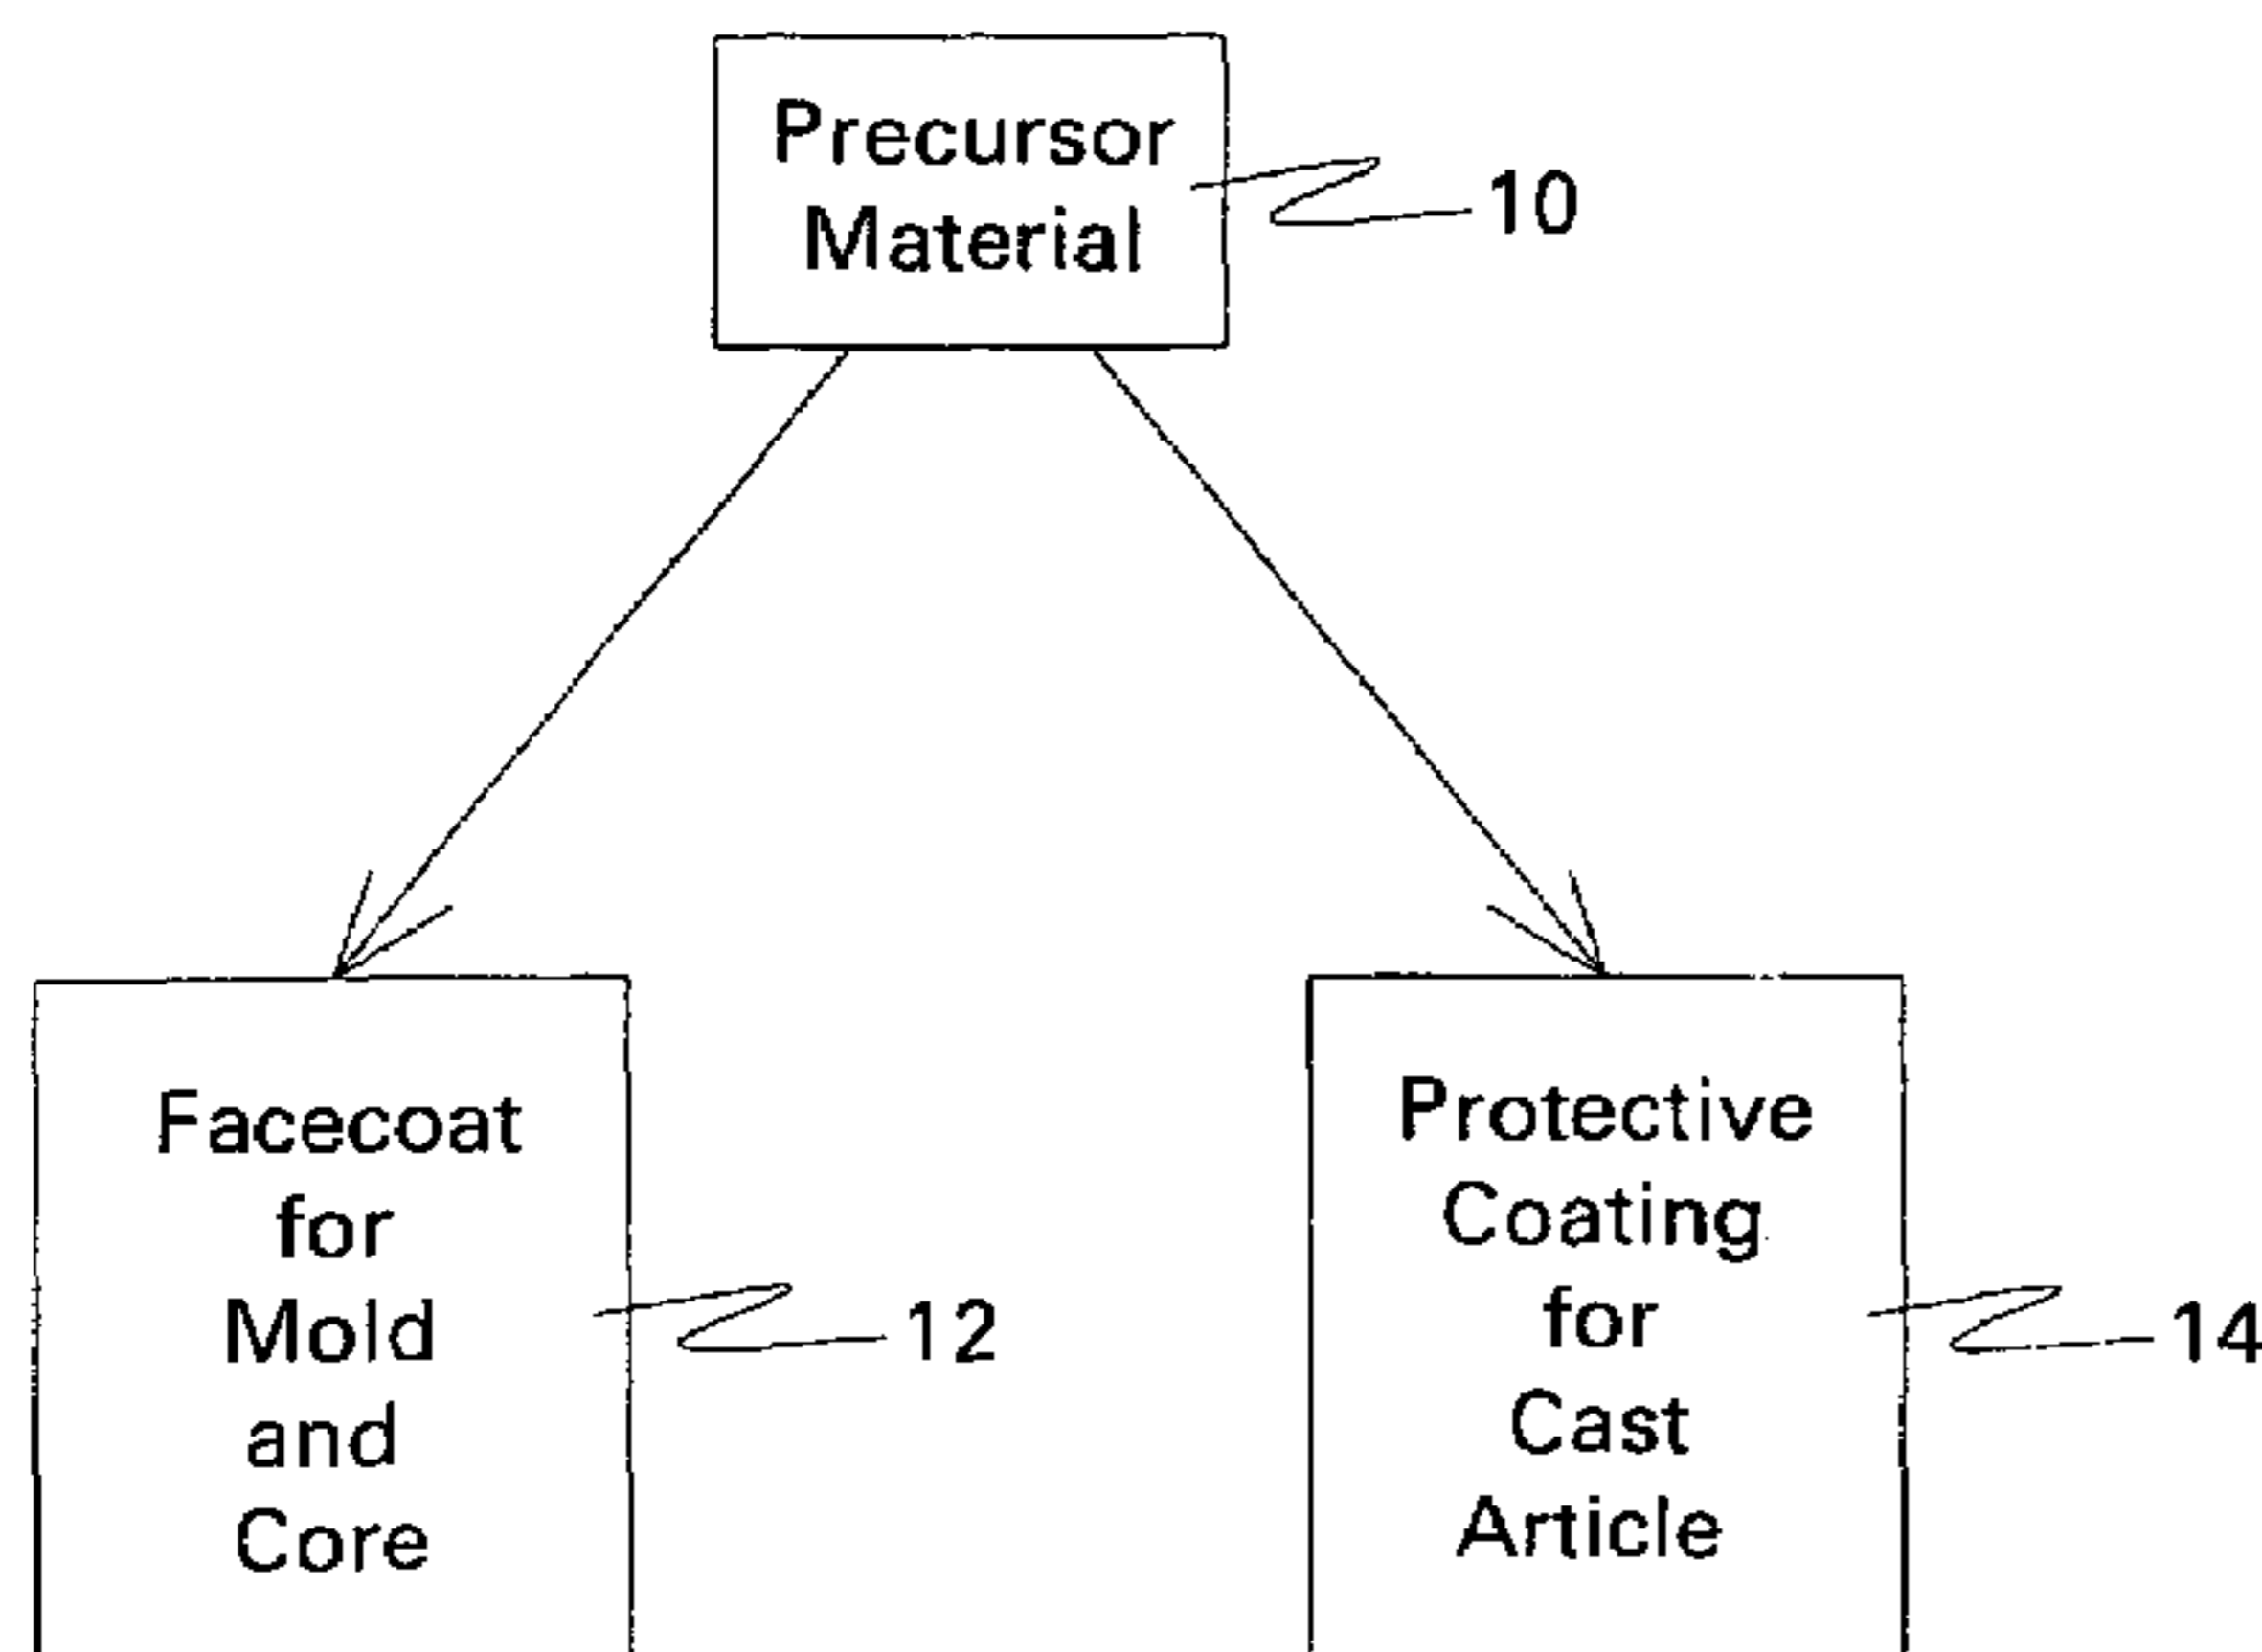 Precursor
Material
10
Facecoat
for
Mold
and
Core
12
Protective
Coating
for
Cast
Article
14